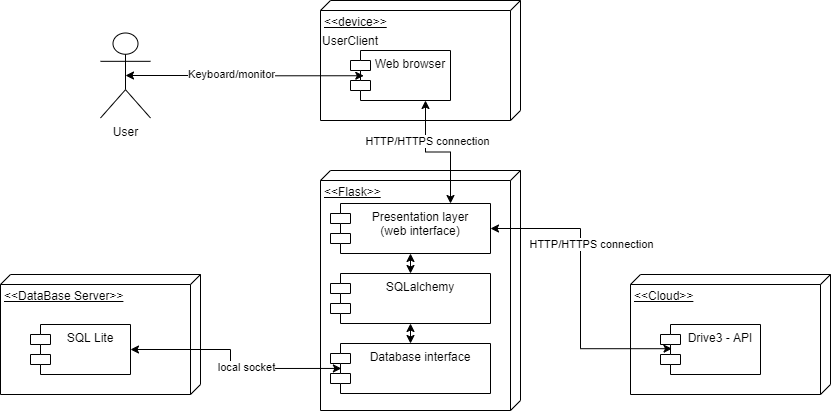 <<device>>
UserClient
Web browser
Keyboard/monitor
User
HTTP/HTTPS connection
<<Flask>>
Presentation layer
(web interface)
HTTP/HTTPS connection
SQLalchemy
<<DataBase Server>>
<<Cloud>>
SQL Lite
Drive3 - API
Database interface
local socket